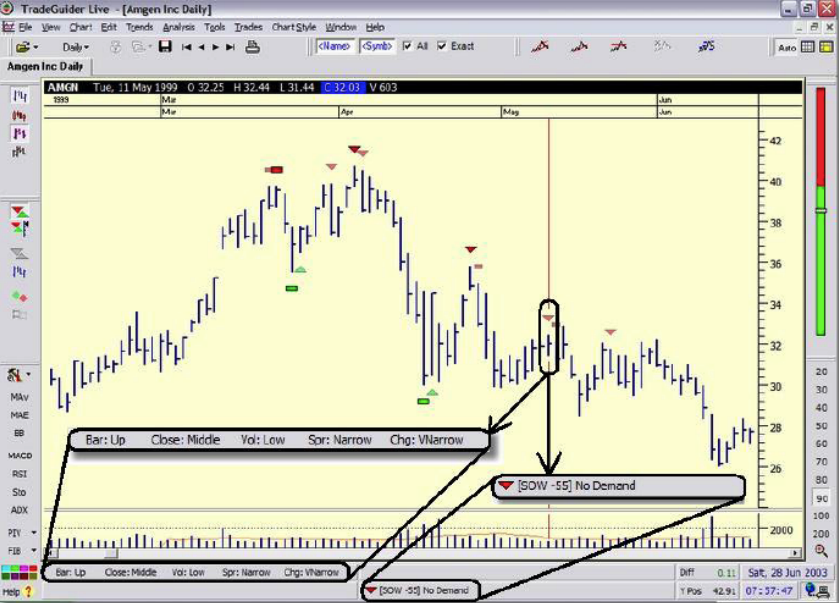 TradeGuider Live - [Amgen Inc Daily]
File View Chart Edit Trends Analysis Tools Trades Chart Style Window Help
Daily <Name> <Symb> All Exact Auto
Amgen Inc Daily
AMGN Tue, 11 May 1999 O 32.25 H 32.44 L 31.44 C 32.03 V 603
1999 Mar Jun
Mar Apr May Jun
42
40
38
36
34
32
30
28
26
2000
MAv
MAE
BB
MACD
RSI
Sto
ADX
PIV
FIB
Help ?
20
30
40
50
60
70
80
90
100
200
Bar: Up Close: Middle Vol: Low Spr: Narrow Chg: VNarrow
[SOW -55] No Demand
Bar: Up Close: Middle Vol: Low Spr: Narrow Chg: VNarrow
Diff 0.11 Sat, 28 Jun 2003
[SOW -55] No Demand
Y Pos 42.91 07:57:47